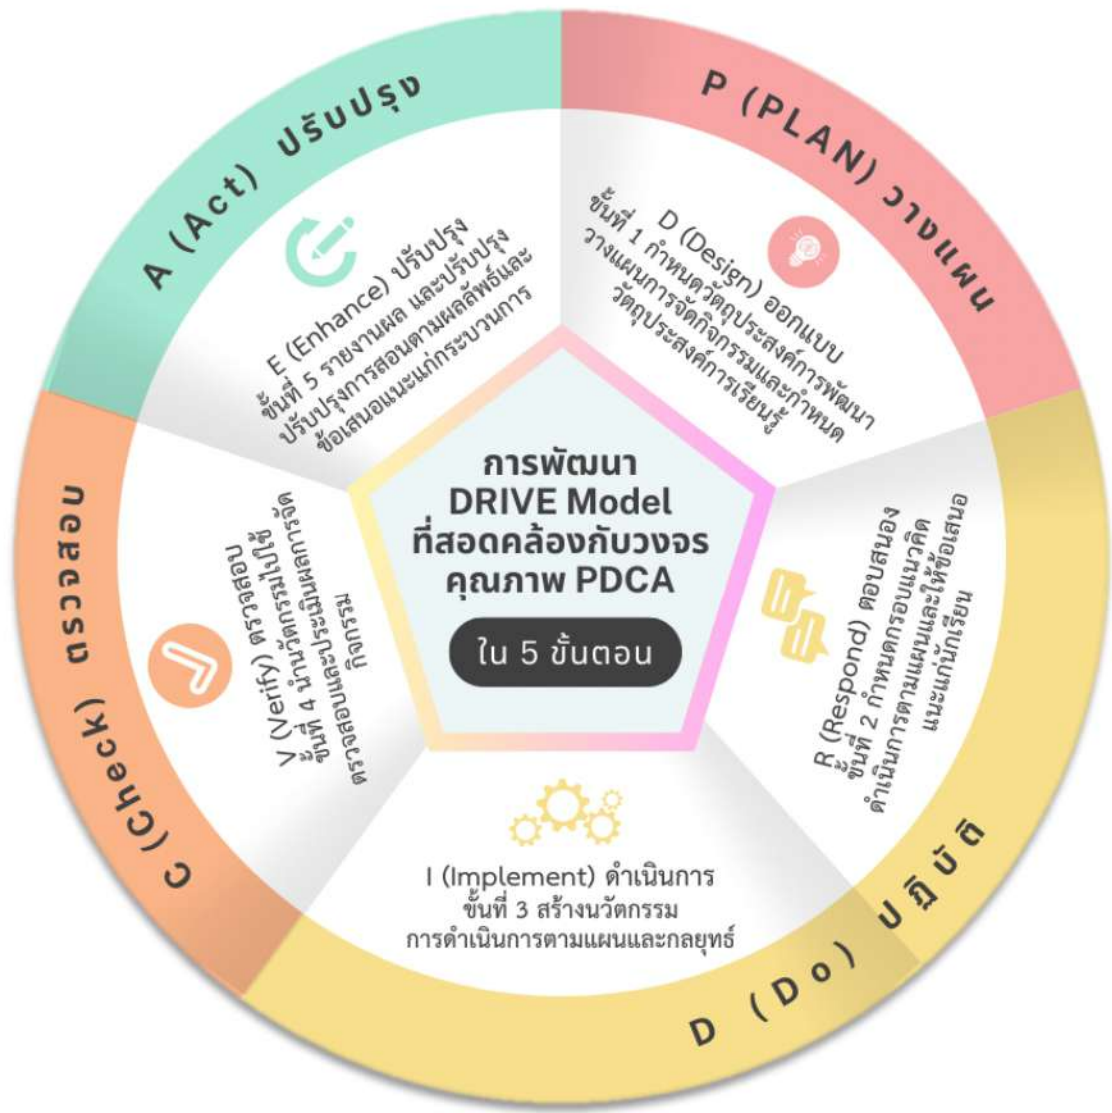 การพัฒนา
DRIVE Model
ที่สอดคล้องกับวงจร
คุณภาพ PDCA
ใน 5 ขั้นตอน
P (PLAN) วางแผน
D (Design) ออกแบบ
ขั้นที่ 1 กำหนดวัตถุประสงค์การพัฒนา
วางแผนการจัดกิจกรรมและกำหนด
วัตถุประสงค์การเรียนรู้
D (Do) ปฏิบัติ
R (Respond) ตอบสนอง
ขั้นที่ 2 กำหนดกรอบแนวคิด
ดำเนินการตามแผนและให้ข้อเสนอ
แนะแก่นักเรียน
I (Implement) ดำเนินการ
ขั้นที่ 3 สร้างนวัตกรรม
การดำเนินการตามแผนและกลยุทธ์
C (Check) ตรวจสอบ
V (Verify) ตรวจสอบ
ขั้นที่ 4 นำนวัตกรรมไปใช้
ตรวจสอบและประเมินผลการจัด
กิจกรรม
A (Act) ปรับปรุง
E (Enhance) ปรับปรุง
ขั้นที่ 5 รายงานผล และปรับปรุง
ปรับปรุงการสอนตามผลลัพธ์และ
ข้อเสนอแนะแก่กระบวนการ